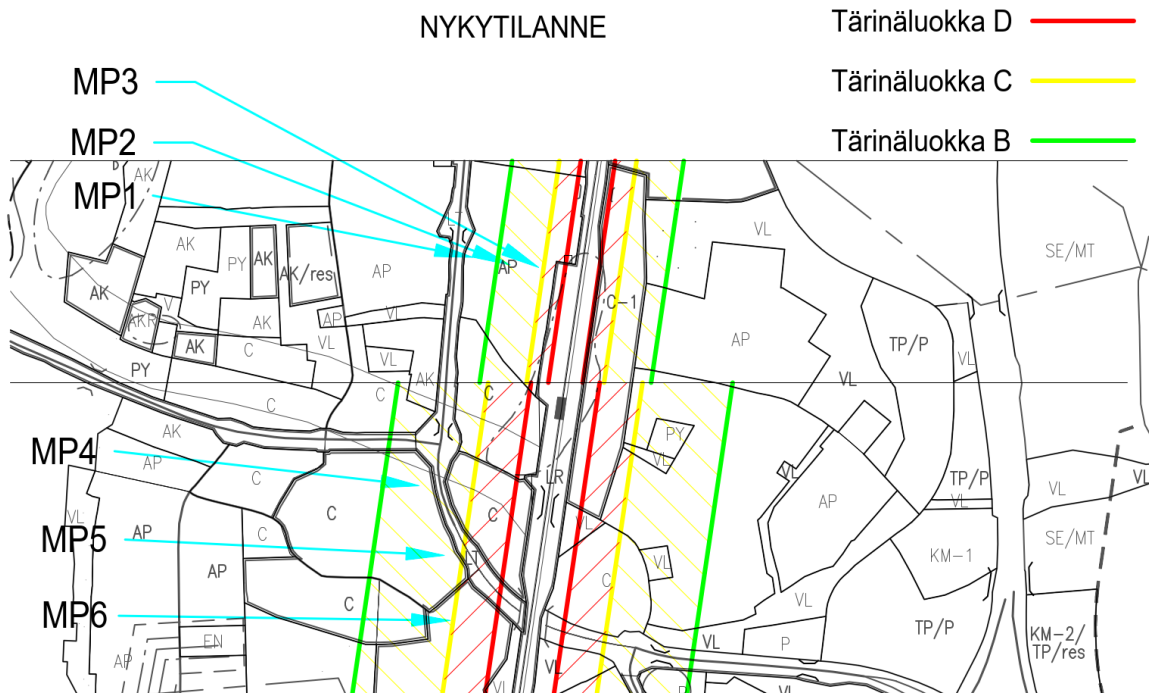 NYKYTILANNE
Tärinäluokka D
Tärinäluokka C
Tärinäluokka B
MP3
MP2
MP1
MP4
MP5
MP6
AK
AK
PY
AK
AK/res
AP
AP
VL
SE/MT
AK
PY
C-1
AKR
V
AK
AP
VL
AK
C
VL
VL
AP
TP/P
VL
PY
AK
C
C
C
VL
AK
PY
VL
AP
C
C
C
LR
VL
AP
VL
TP/P
VL
VL
VL
VL
AP
C
LT
VL
C
KM-1
SE/MT
AP
C
VL
EN
AP
VL
P
TP/P
KM-2/
TP/res
VL
VL
P
VL